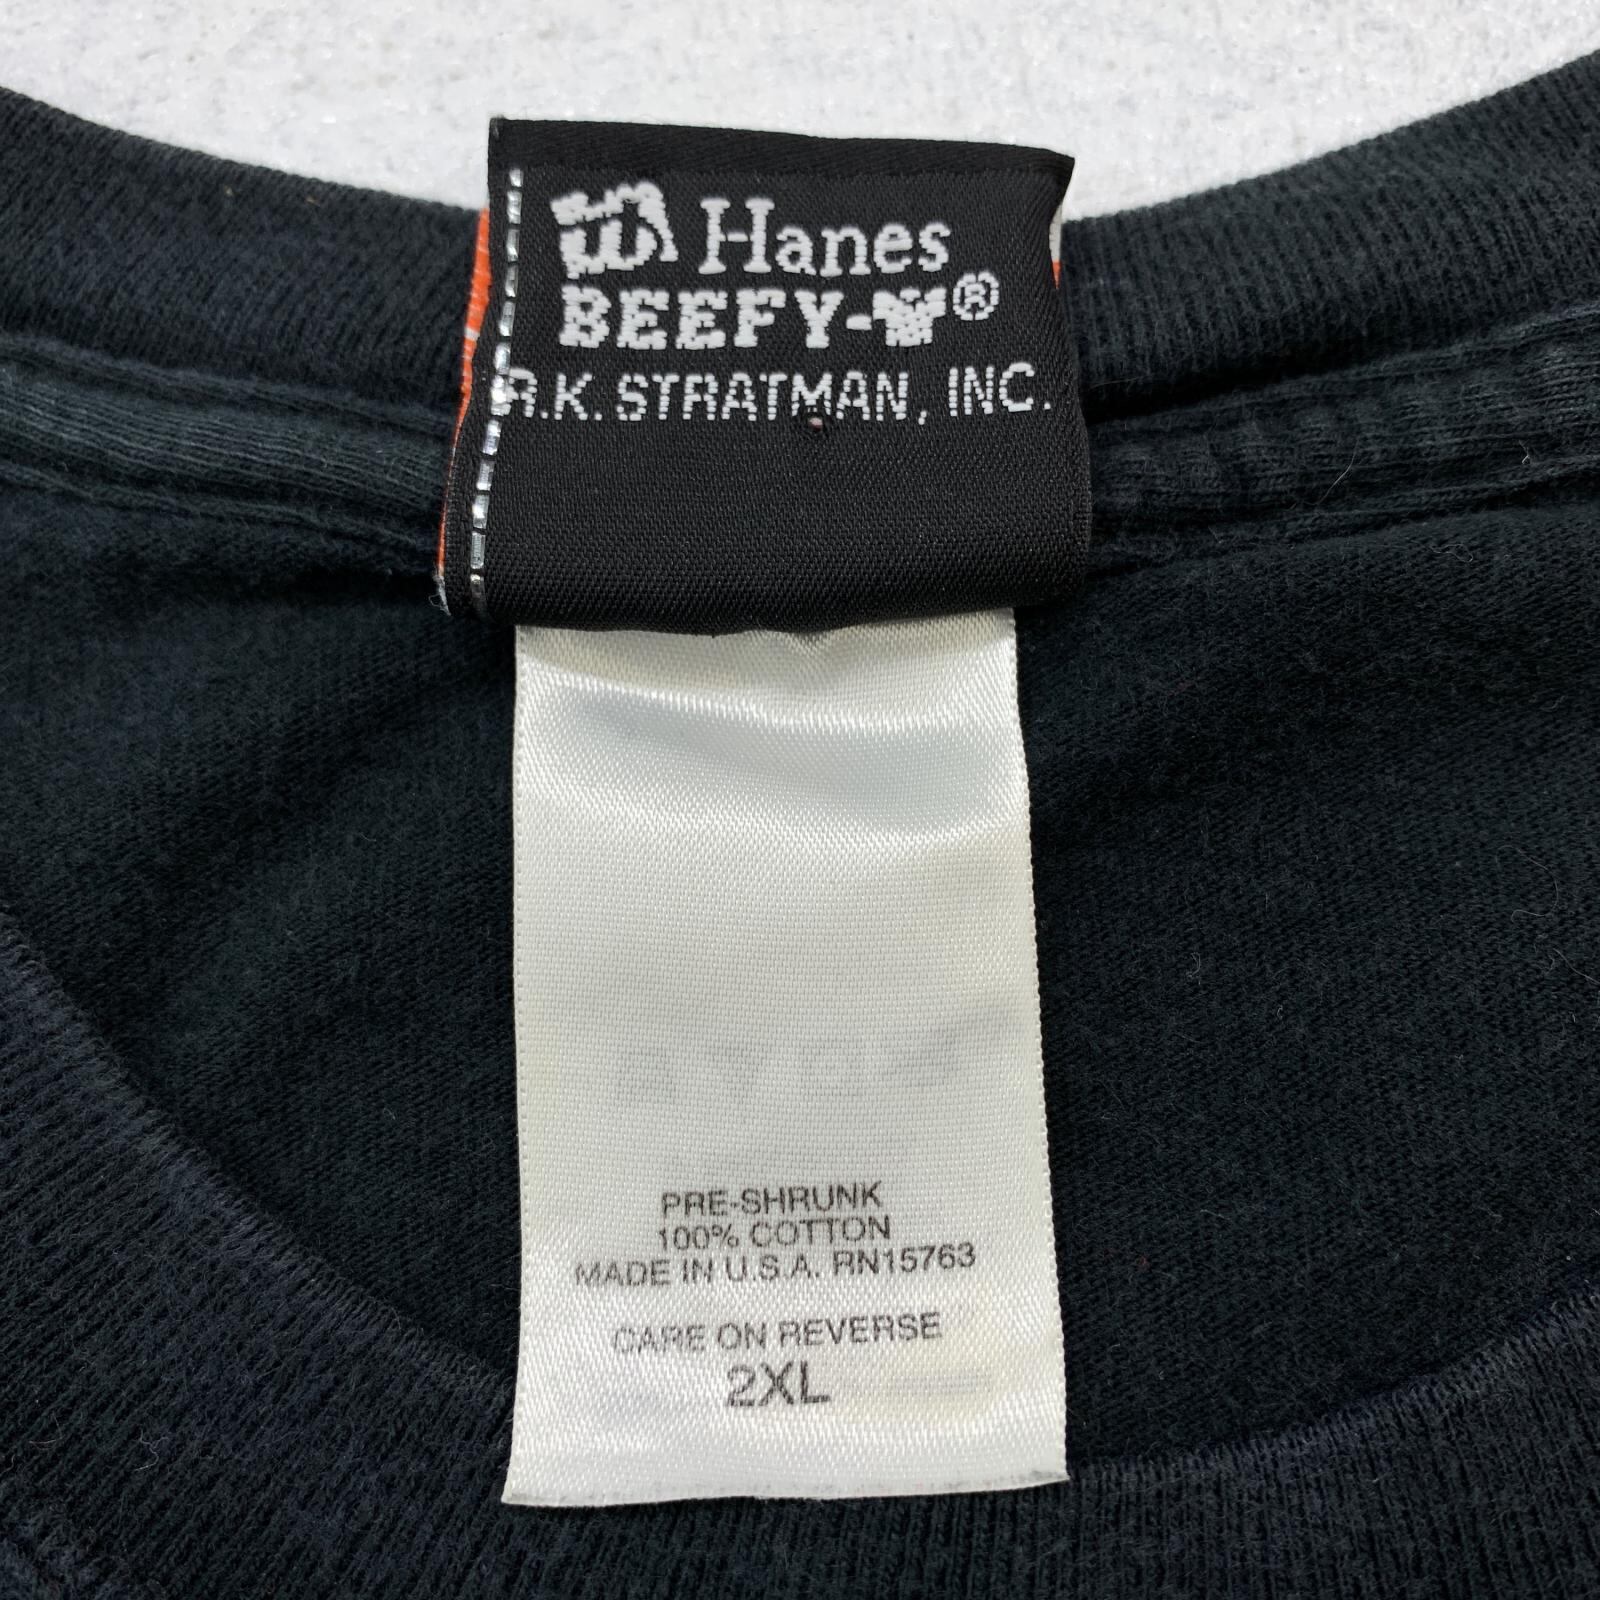 Hanes
BEEFY-T®
R.K. STRATMAN, INC.
PRE-SHRUNK
100% COTTON
MADE IN U.S.A. RN15763
CARE ON REVERSE
2XL